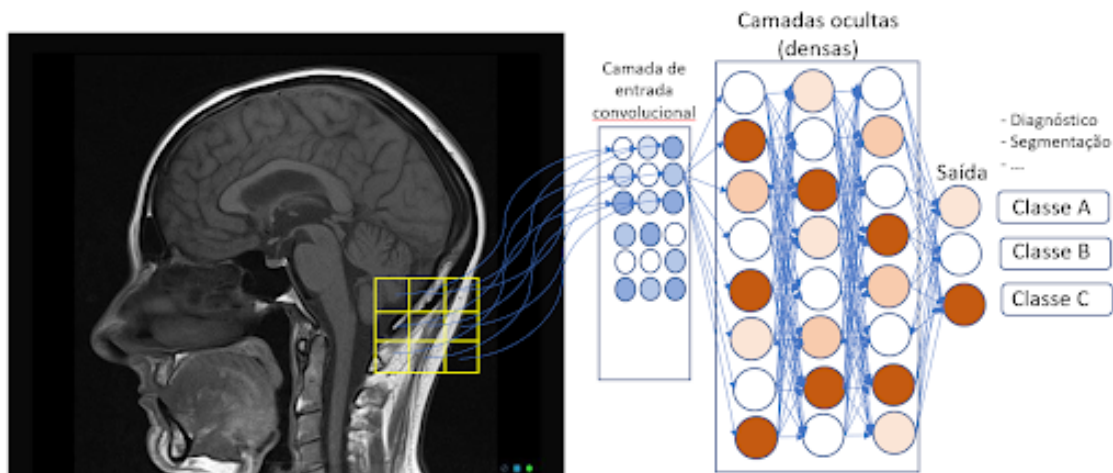 Camadas ocultas
(densas)
Camada de
entrada
convolucional
- Diagnóstico
- Segmentação
- ....
Saída
Classe A
Classe B
Classe C